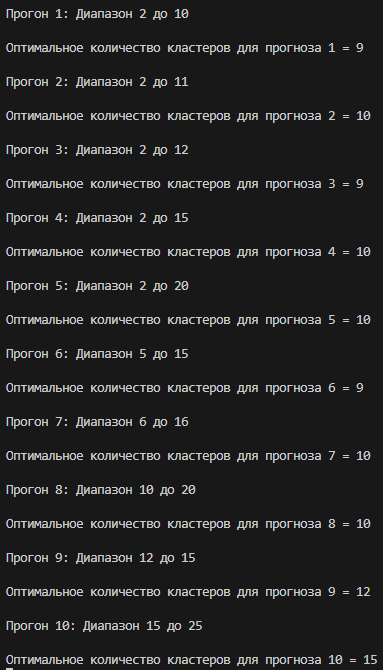 Прогон 1: Диапазон 2 до 10
Оптимальное количество кластеров для прогноза 1 = 9
Прогон 2: Диапазон 2 до 11
Оптимальное количество кластеров для прогноза 2 = 10
Прогон 3: Диапазон 2 до 12
Оптимальное количество кластеров для прогноза 3 = 9
Прогон 4: Диапазон 2 до 15
Оптимальное количество кластеров для прогноза 4 = 10
Прогон 5: Диапазон 2 до 20
Оптимальное количество кластеров для прогноза 5 = 10
Прогон 6: Диапазон 5 до 15
Оптимальное количество кластеров для прогноза 6 = 9
Прогон 7: Диапазон 6 до 16
Оптимальное количество кластеров для прогноза 7 = 10
Прогон 8: Диапазон 10 до 20
Оптимальное количество кластеров для прогноза 8 = 10
Прогон 9: Диапазон 12 до 15
Оптимальное количество кластеров для прогноза 9 = 12
Прогон 10: Диапазон 15 до 25
Оптимальное количество кластеров для прогноза 10 = 15